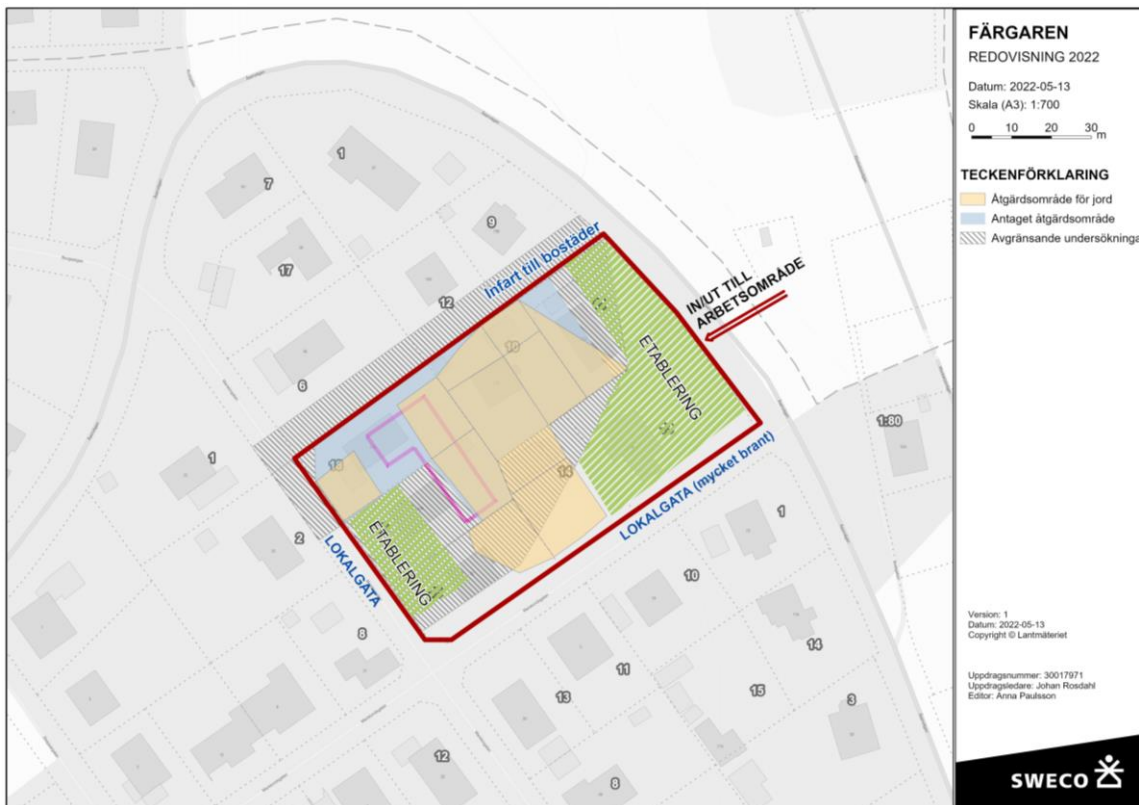 FÄRGAREN
REDOVISNING 2022
Datum: 2022-05-13
Skala (A3): 1:700
0 10 20 30 m
TECKENFÖRKLARING
Åtgärdsområde för jord
Antaget åtgärdsområde
Avgränsande undersökninga
1
7
9
17
12
Infart till bostäder
IN/UT TILL
ARBETSOMRÅDE
6
ETABLERING
14
1:80
1
LOKALGATA (mycket brant)
2
LOKALGATA
ETABLERING
1
10
8
14
11
13
15
3
12
8
Version: 1
Datum: 2022-05-13
Copyright © Lantmäteriet
Uppdragsnummer: 30017971
Uppdragsledare: Johan Rosdahl
Editor: Anna Paulsson
SWECO